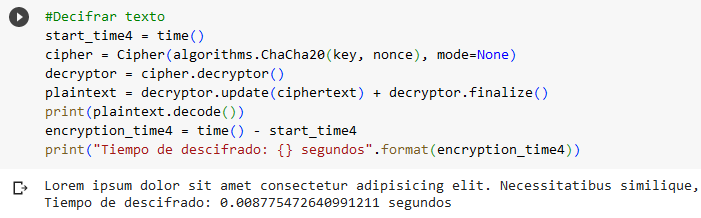 #Decifrar texto
start_time4 = time()
cipher = Cipher(algorithms.ChaCha20(key, nonce), mode=None)
decryptor = cipher.decryptor()
plaintext = decryptor.update(ciphertext) + decryptor.finalize()
print(plaintext.decode())
encryption_time4 = time() - start_time4
print("Tiempo de descifrado: {} segundos".format(encryption_time4))
Lorem ipsum dolor sit amet consectetur adipisicing elit. Necessitatibus similique,
Tiempo de descifrado: 0.008775472640991211 segundos